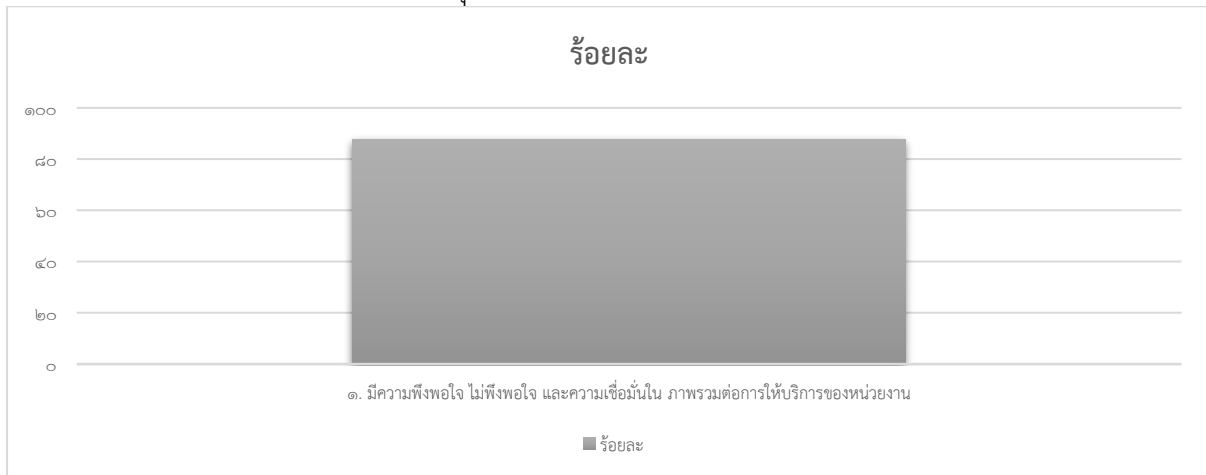 ร้อยละ
๑๐๐
๘๐
๖๐
๔๐
๒๐
๐
๑. มีความพึงพอใจ ไม่พึงพอใจ และความเชื่อมั่นใน ภาพรวมต่อการให้บริการของหน่วยงาน
ร้อยละ